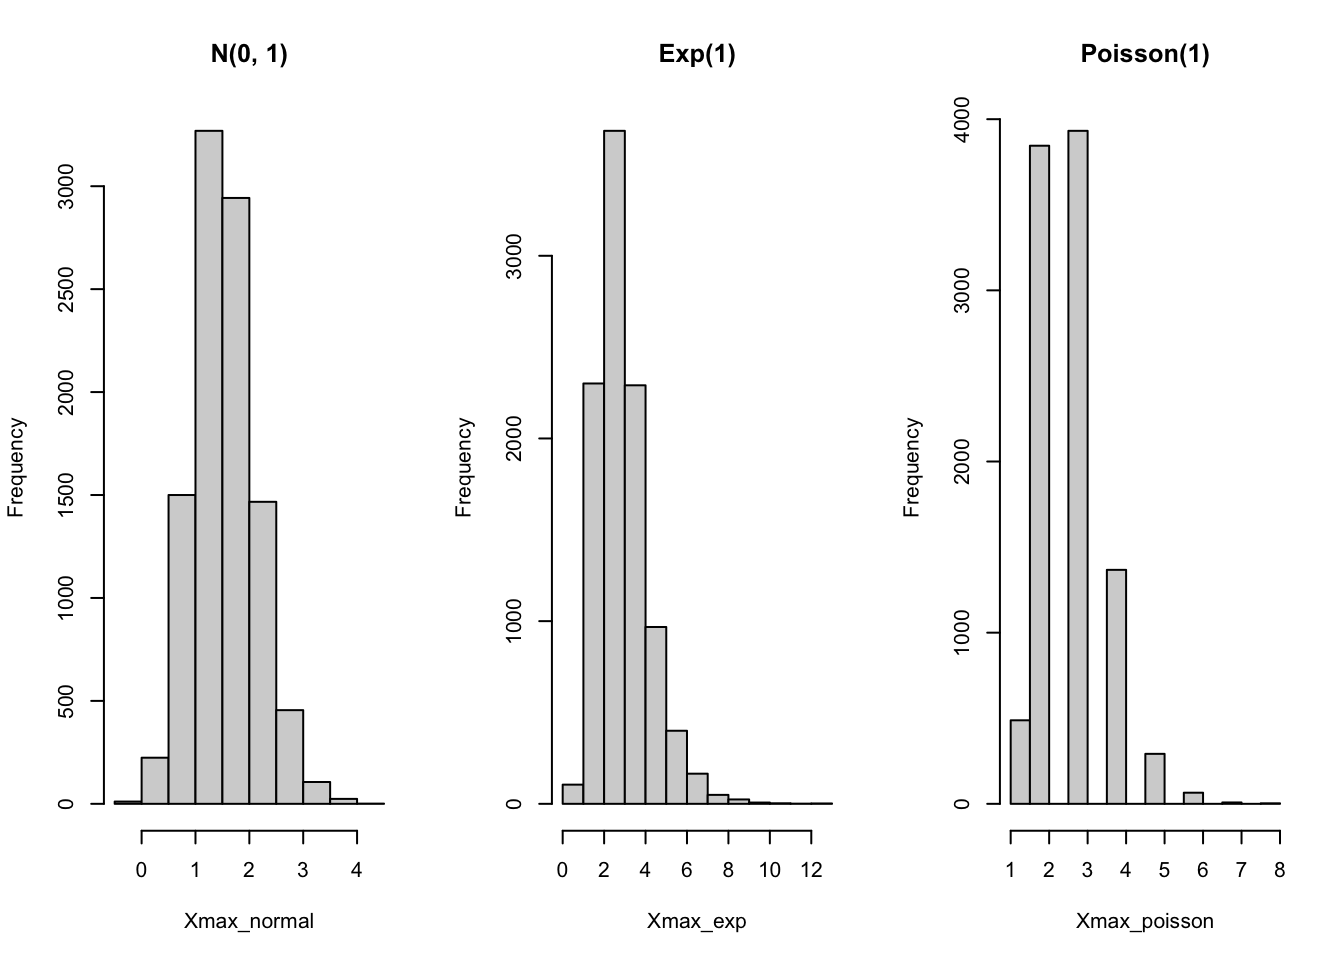 N(0, 1)
Frequency
0
500
1000
1500
2000
2500
3000
0 1 2 3 4
Xmax_normal
Exp(1)
Frequency
0
1000
2000
3000
0 2 4 6 8 10 12
Xmax_exp
Poisson(1)
Frequency
0
1000
2000
3000
4000
1 2 3 4 5 6 7 8
Xmax_poisson